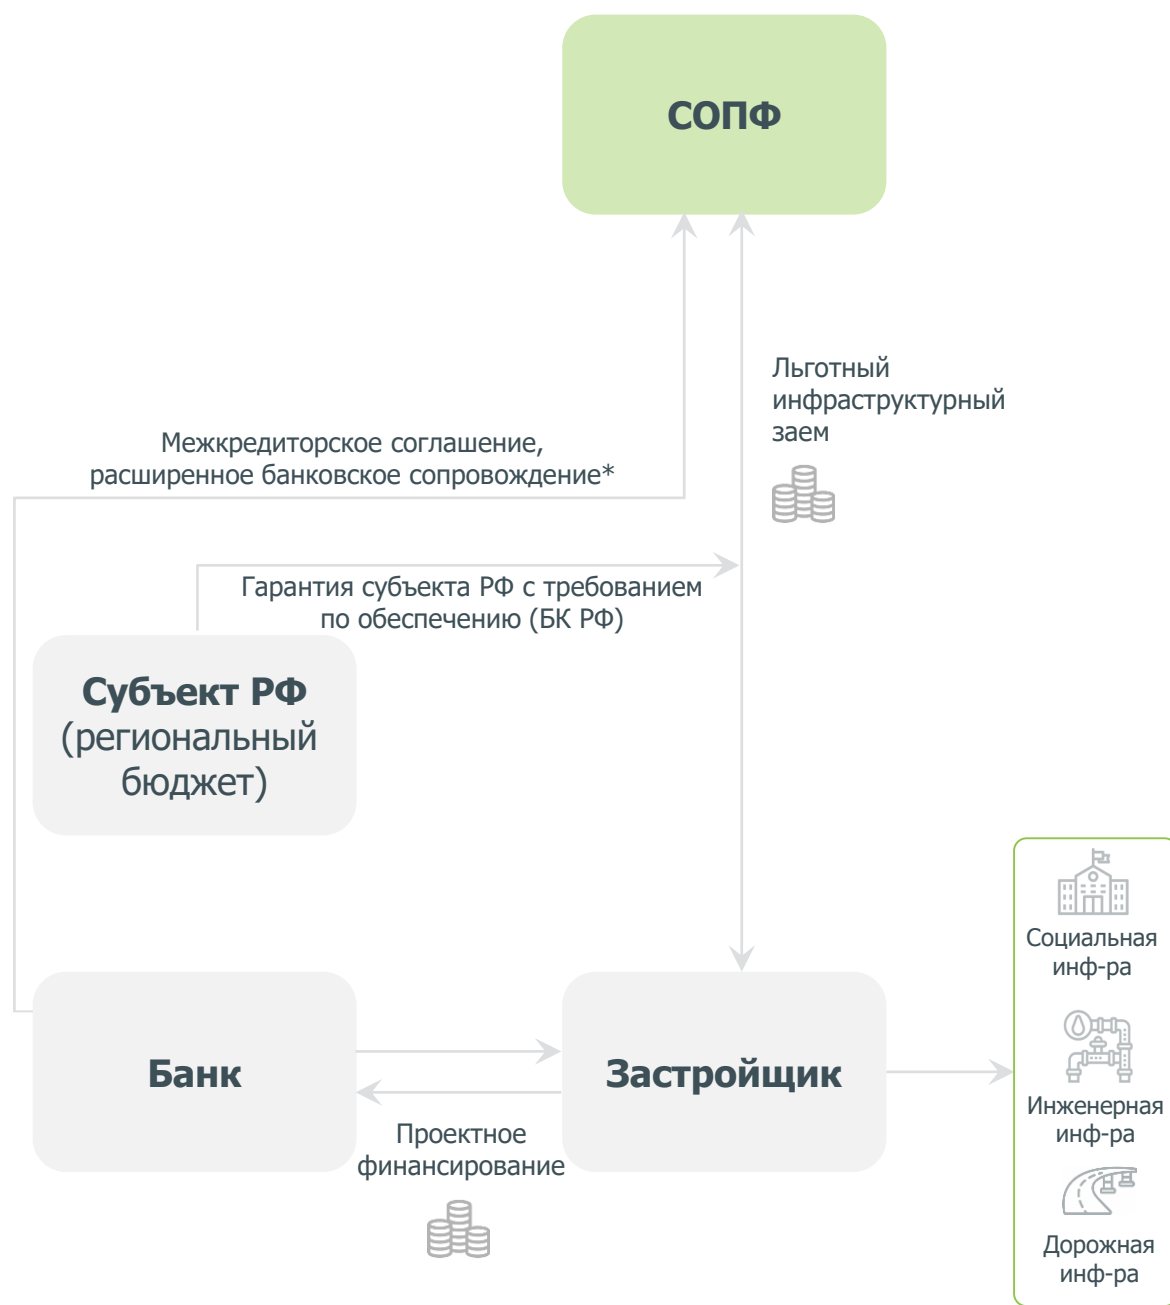 СОПФ
Льготный
инфраструктурный
заем
Межкредиторское соглашение,
расширенное банковское сопровождение*
Гарантия субъекта РФ с требованием
по обеспечению (БК РФ)
Субъект РФ
(региональный
бюджет)
Банк
Застройщик
Проектное
финансирование
Социальная
инф-ра
Инженерная
инф-ра
Дорожная
инф-ра